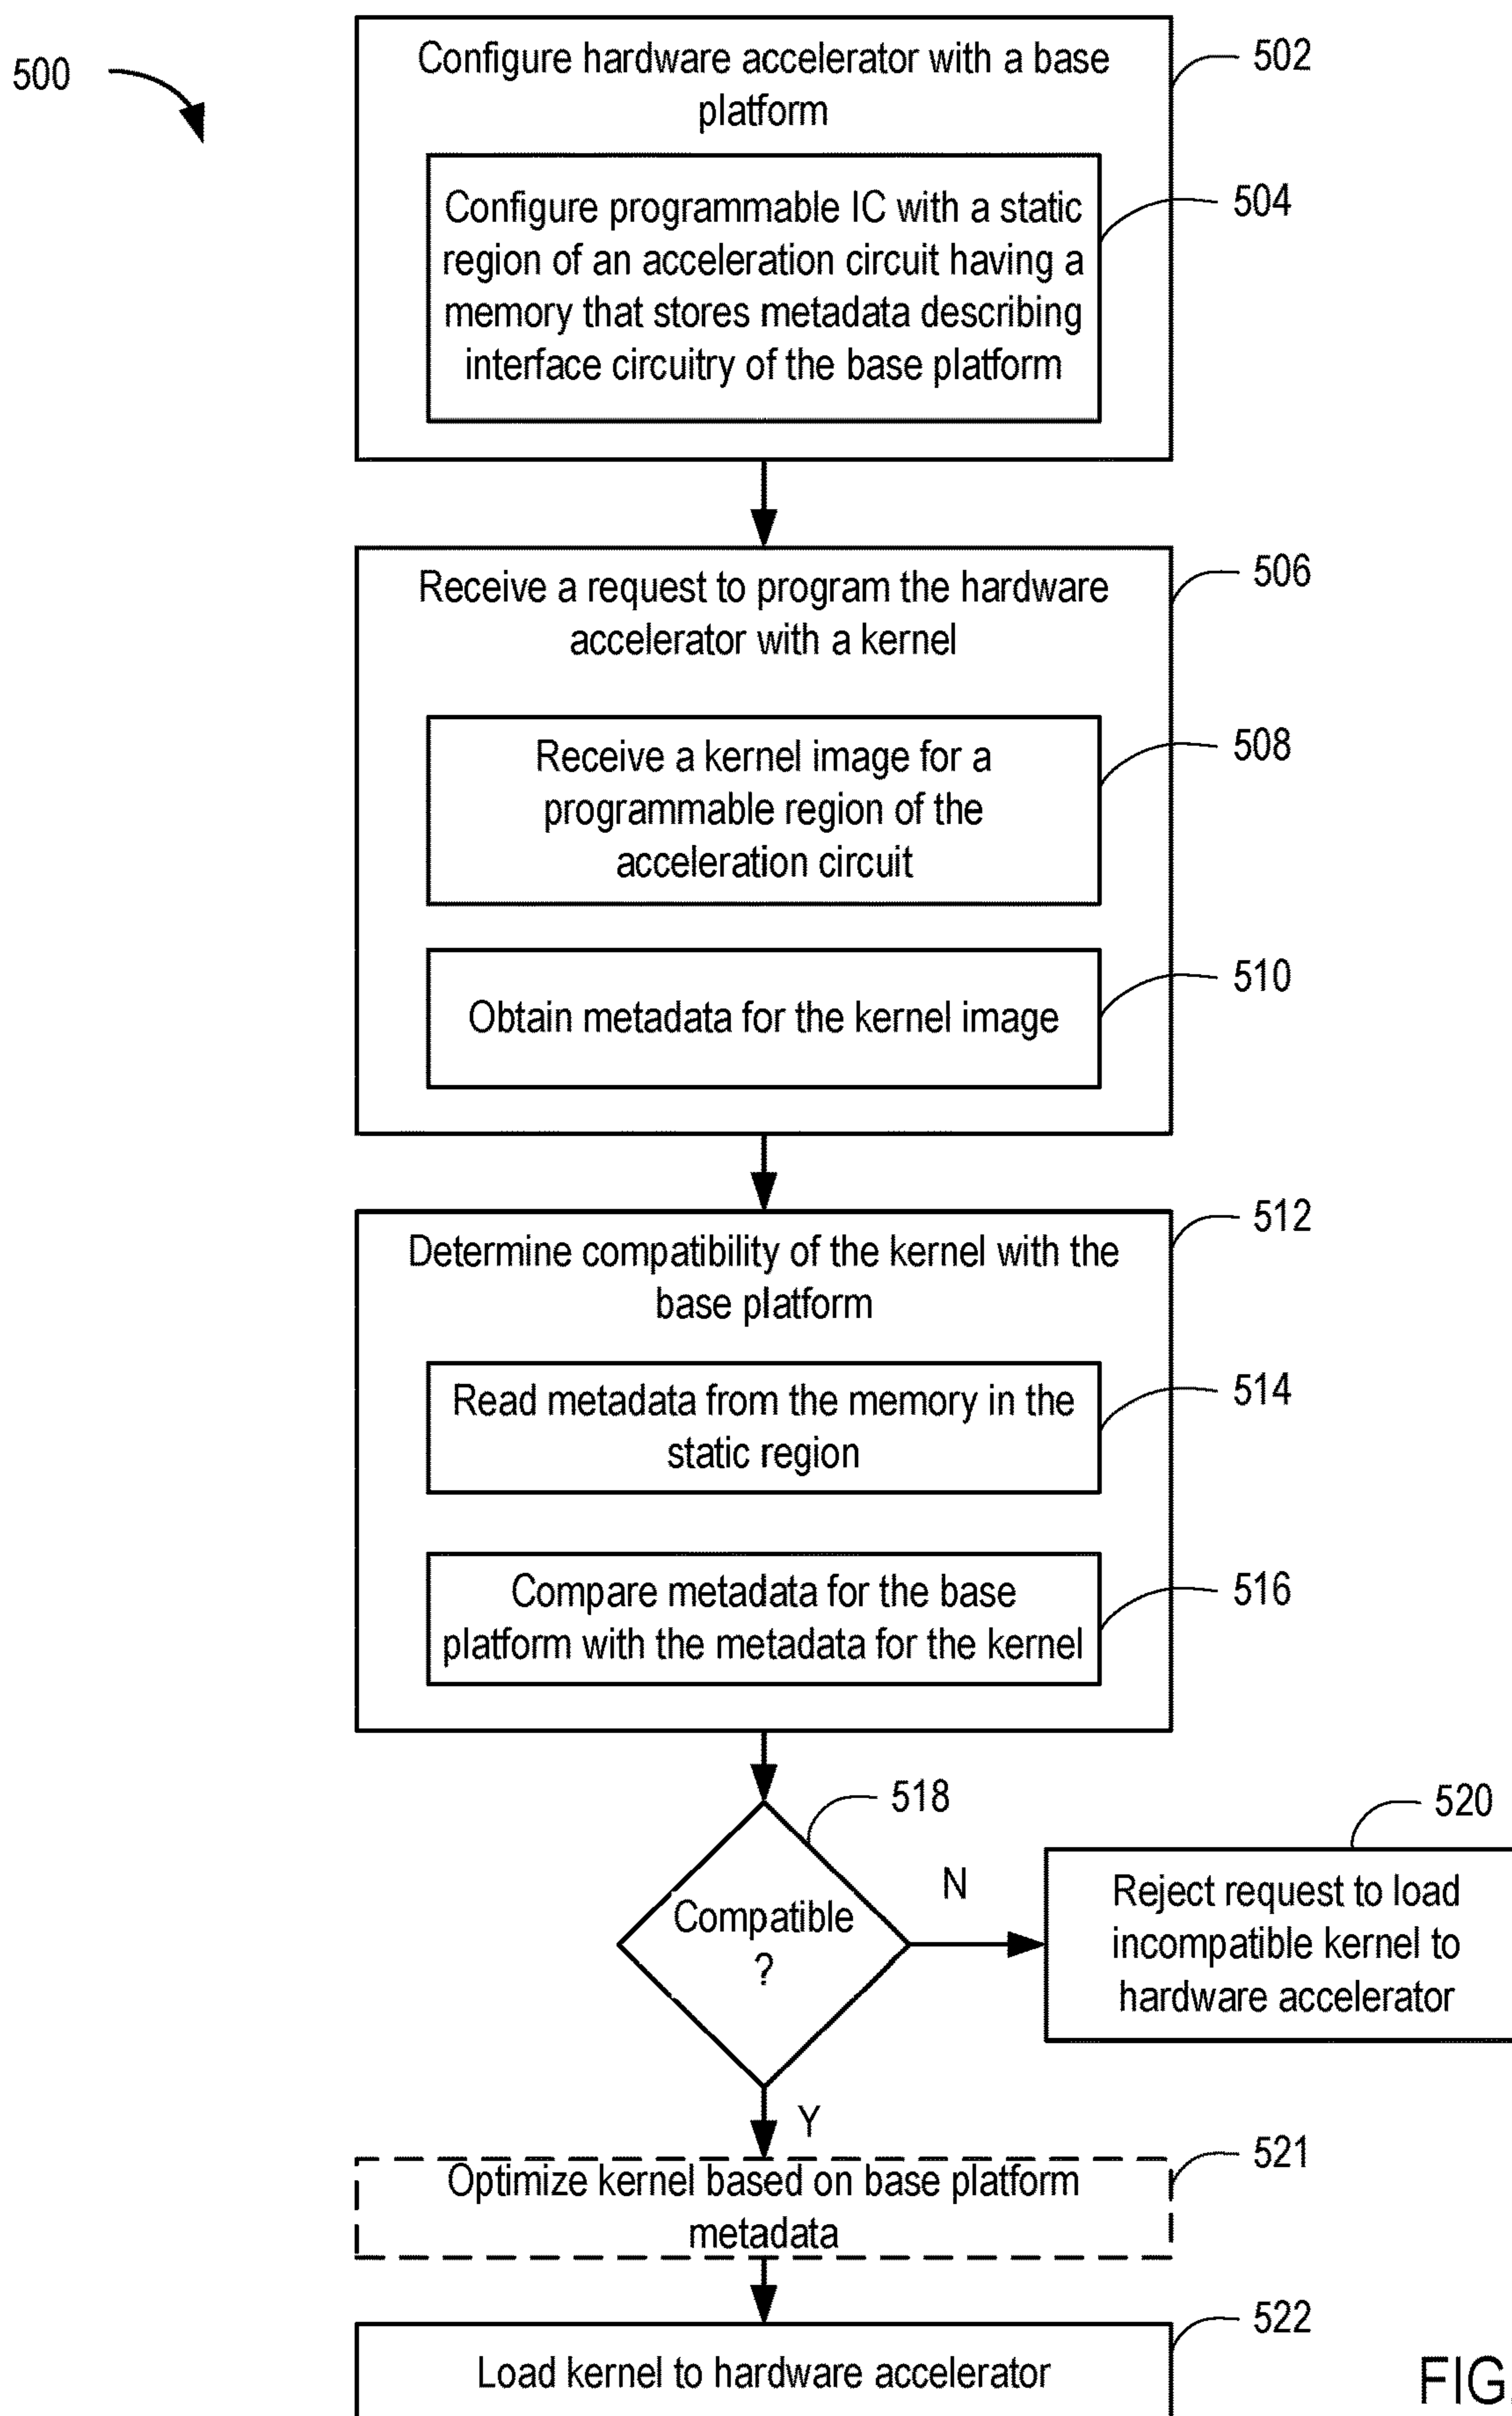 500
Configure hardware accelerator with a base
platform
502
Configure programmable IC with a static
region of an acceleration circuit having a
memory that stores metadata describing
interface circuitry of the base platform
504
Receive a request to program the hardware
accelerator with a kernel
506
Receive a kernel image for a
programmable region of the
acceleration circuit
508
Obtain metadata for the kernel image
510
Determine compatibility of the kernel with the
base platform
512
Read metadata from the memory in the
static region
514
Compare metadata for the base
platform with the metadata for the kernel
516
518
Compatible
?
N
520
Reject request to load
incompatible kernel to
hardware accelerator
Y
Optimize kernel based on base platform
metadata
521
Load kernel to hardware accelerator
522
FIG.